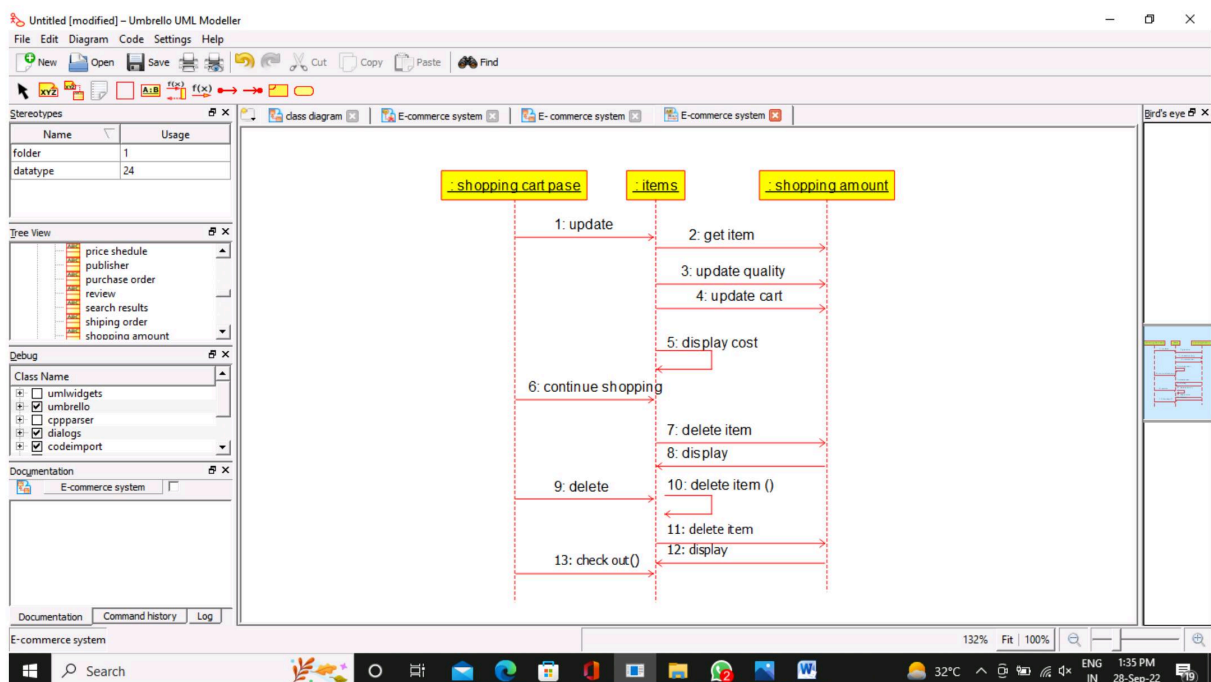 Untitled [modified] – Umbrello UML Modeller
File Edit Diagram Code Settings Help
New Open Save Cut Copy Paste Find
XYZ A:B f(x) f(x)
Stereotypes
Name Usage
folder 1
datatype 24
Tree View
price shedule
publisher
purchase order
review
search results
shiping order
shopping amount
Debug
Class Name
umlwidgets
umbrello
cppparser
dialogs
codeimport
Documentation
E-commerce system
Documentation Command history Log
class diagram E-commerce system E- commerce system E-commerce system
Bird's eye
: shopping cart pase : items : shopping amount
1: update
2: get item
3: update quality
4: update cart
5: display cost
6: continue shopping
7: delete item
8: display
9: delete
10: delete item ()
11: delete item
12: display
13: check out()
E-commerce system
132% Fit 100%
Search
32°C
ENG
IN
1:35 PM
28-Sep-22
19